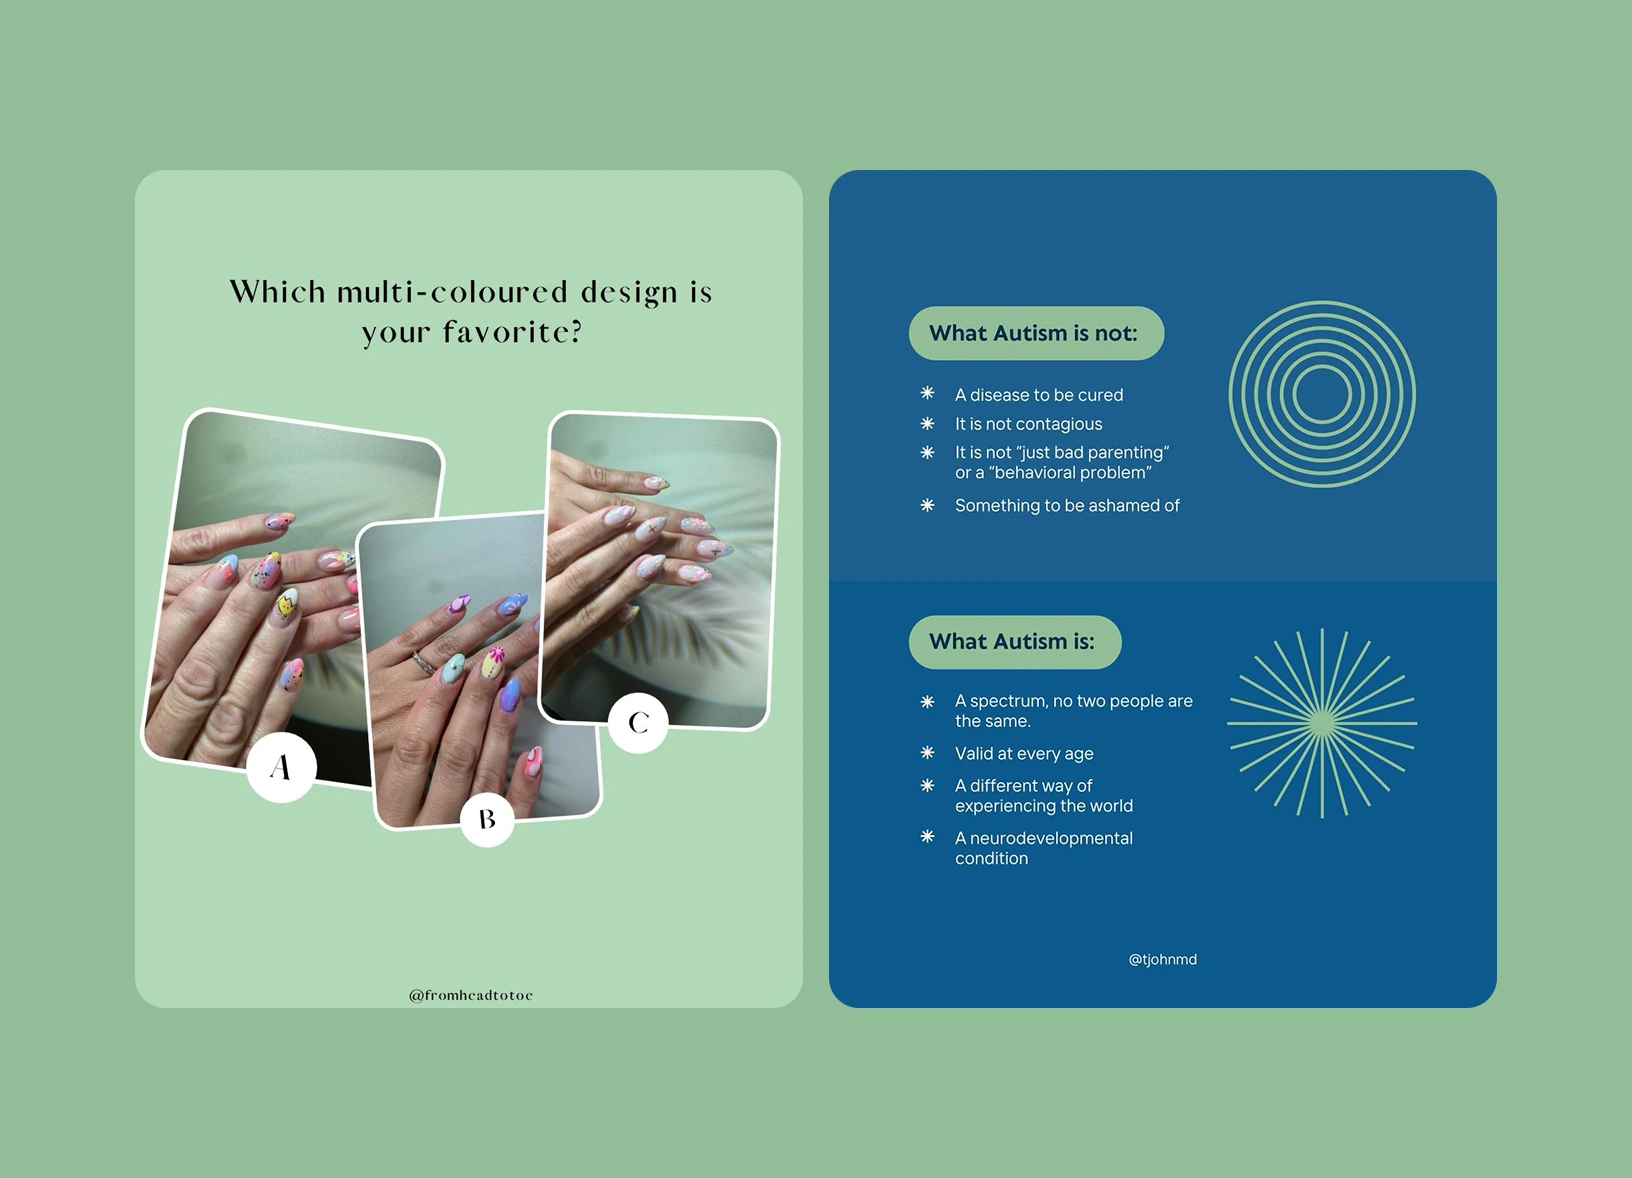 Which multi-coloured design is
your favorite?
A
B
C
@fromheadtotoe
What Autism is not:
A disease to be cured
It is not contagious
It is not “just bad parenting”
or a “behavioral problem”
Something to be ashamed of
What Autism is:
A spectrum, no two people are
the same.
Valid at every age
A different way of
experiencing the world
A neurodevelopmental
condition
@tjohnmd